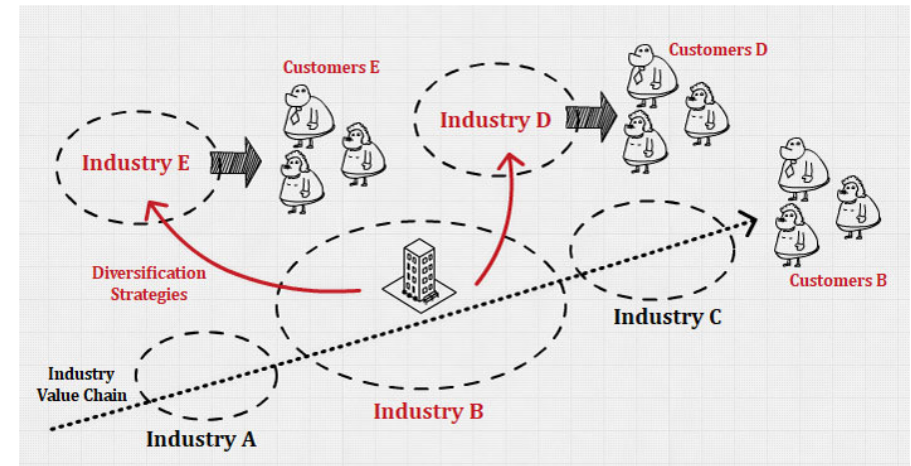 Customers D
Customers E
Industry D
Industry E
Diversification
Strategies
Customers B
Industry C
Industry
Value Chain
Industry B
Industry A